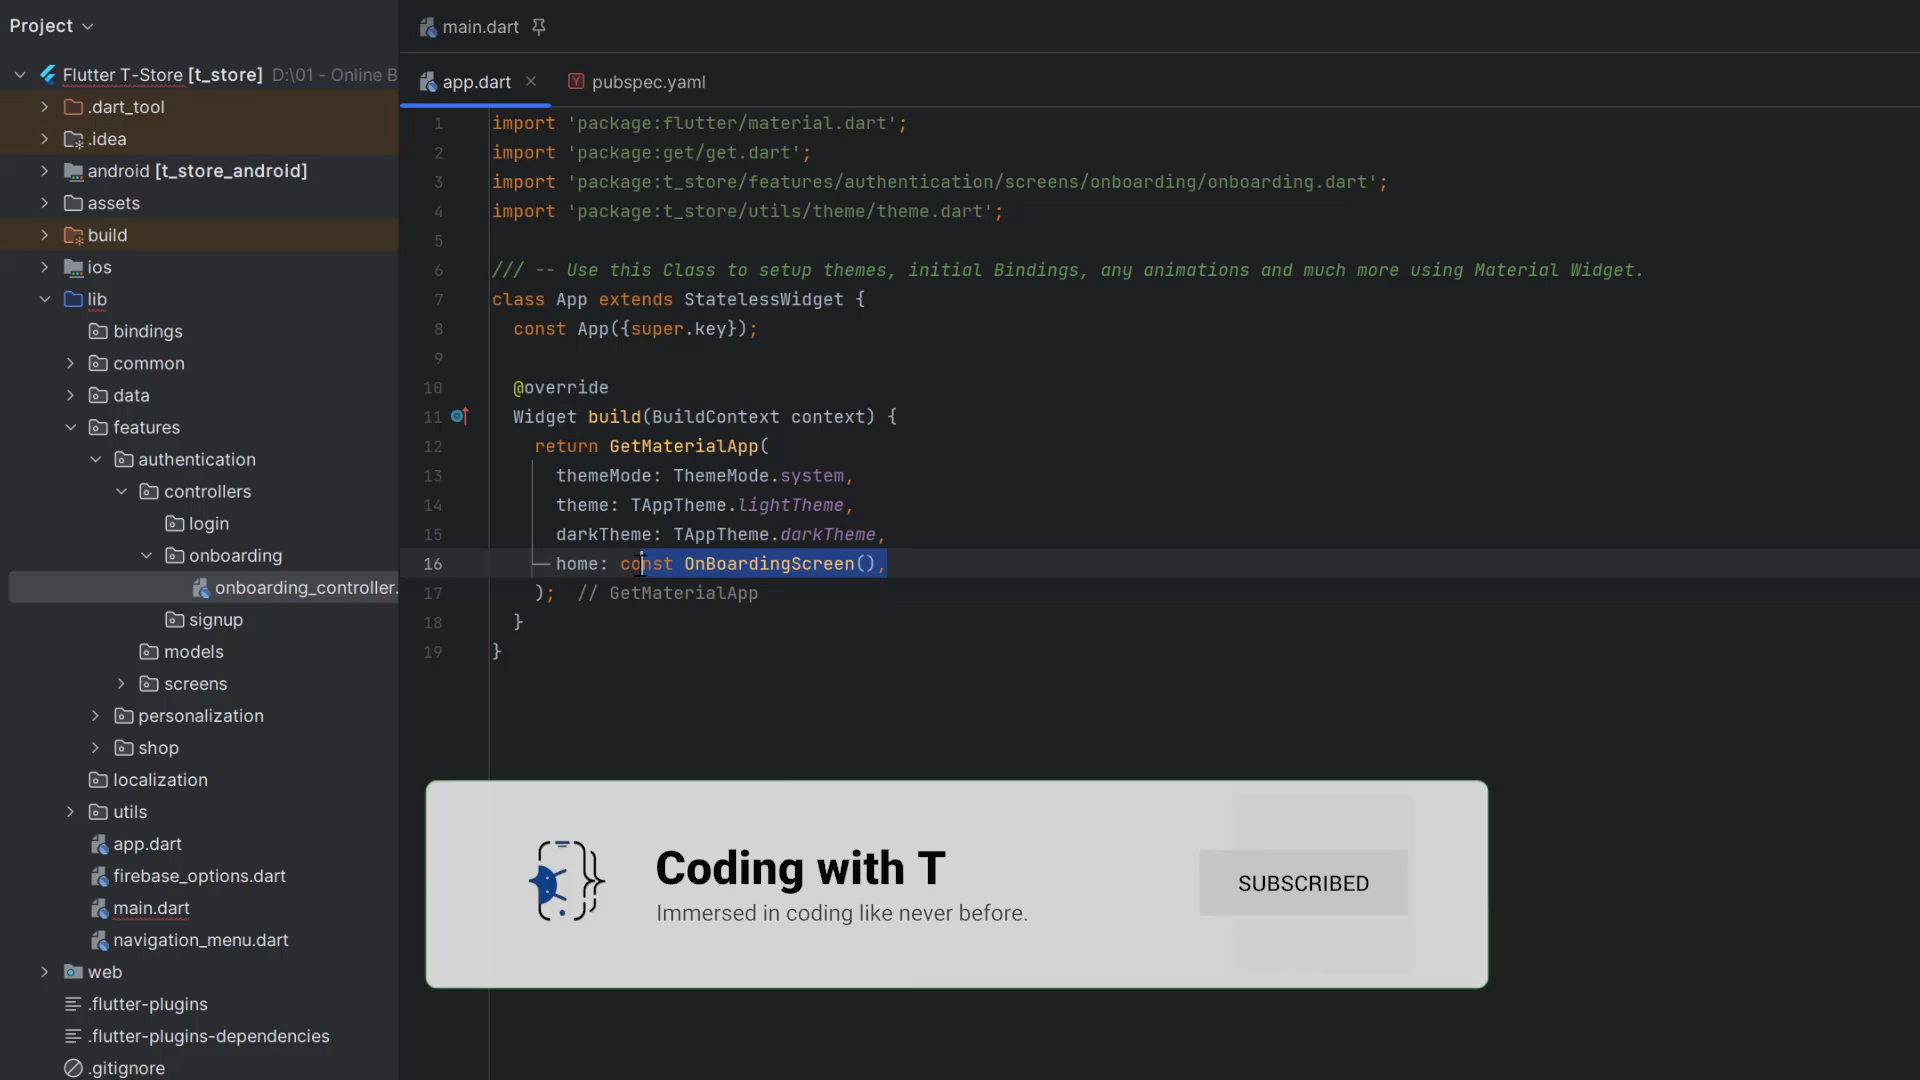 Project
Flutter T-Store [t_store] D:\01 - Online B
.dart_tool
.idea
android [t_store_android]
assets
build
ios
lib
bindings
common
data
features
authentication
controllers
login
onboarding
onboarding_controller.
signup
models
screens
personalization
shop
localization
utils
app.dart
firebase_options.dart
main.dart
navigation_menu.dart
web
.flutter-plugins
.flutter-plugins-dependencies
.gitignore
main.dart
app.dart
pubspec.yaml
1 import 'package:flutter/material.dart';
2 import 'package:get/get.dart';
3 import 'package:t_store/features/authentication/screens/onboarding/onboarding.dart';
4 import 'package:t_store/utils/theme/theme.dart';
5
6 /// -- Use this Class to setup themes, initial Bindings, any animations and much more using Material Widget.
7 class App extends StatelessWidget {
8 const App({super.key});
9
10 @override
11 Widget build(BuildContext context) {
12 return GetMaterialApp(
13 themeMode: ThemeMode.system,
14 theme: TAppTheme.lightTheme,
15 darkTheme: TAppTheme.darkTheme,
16 home: const OnBoardingScreen(),
17 ); // GetMaterialApp
18 }
19 }
Coding with T
Immersed in coding like never before.
SUBSCRIBED